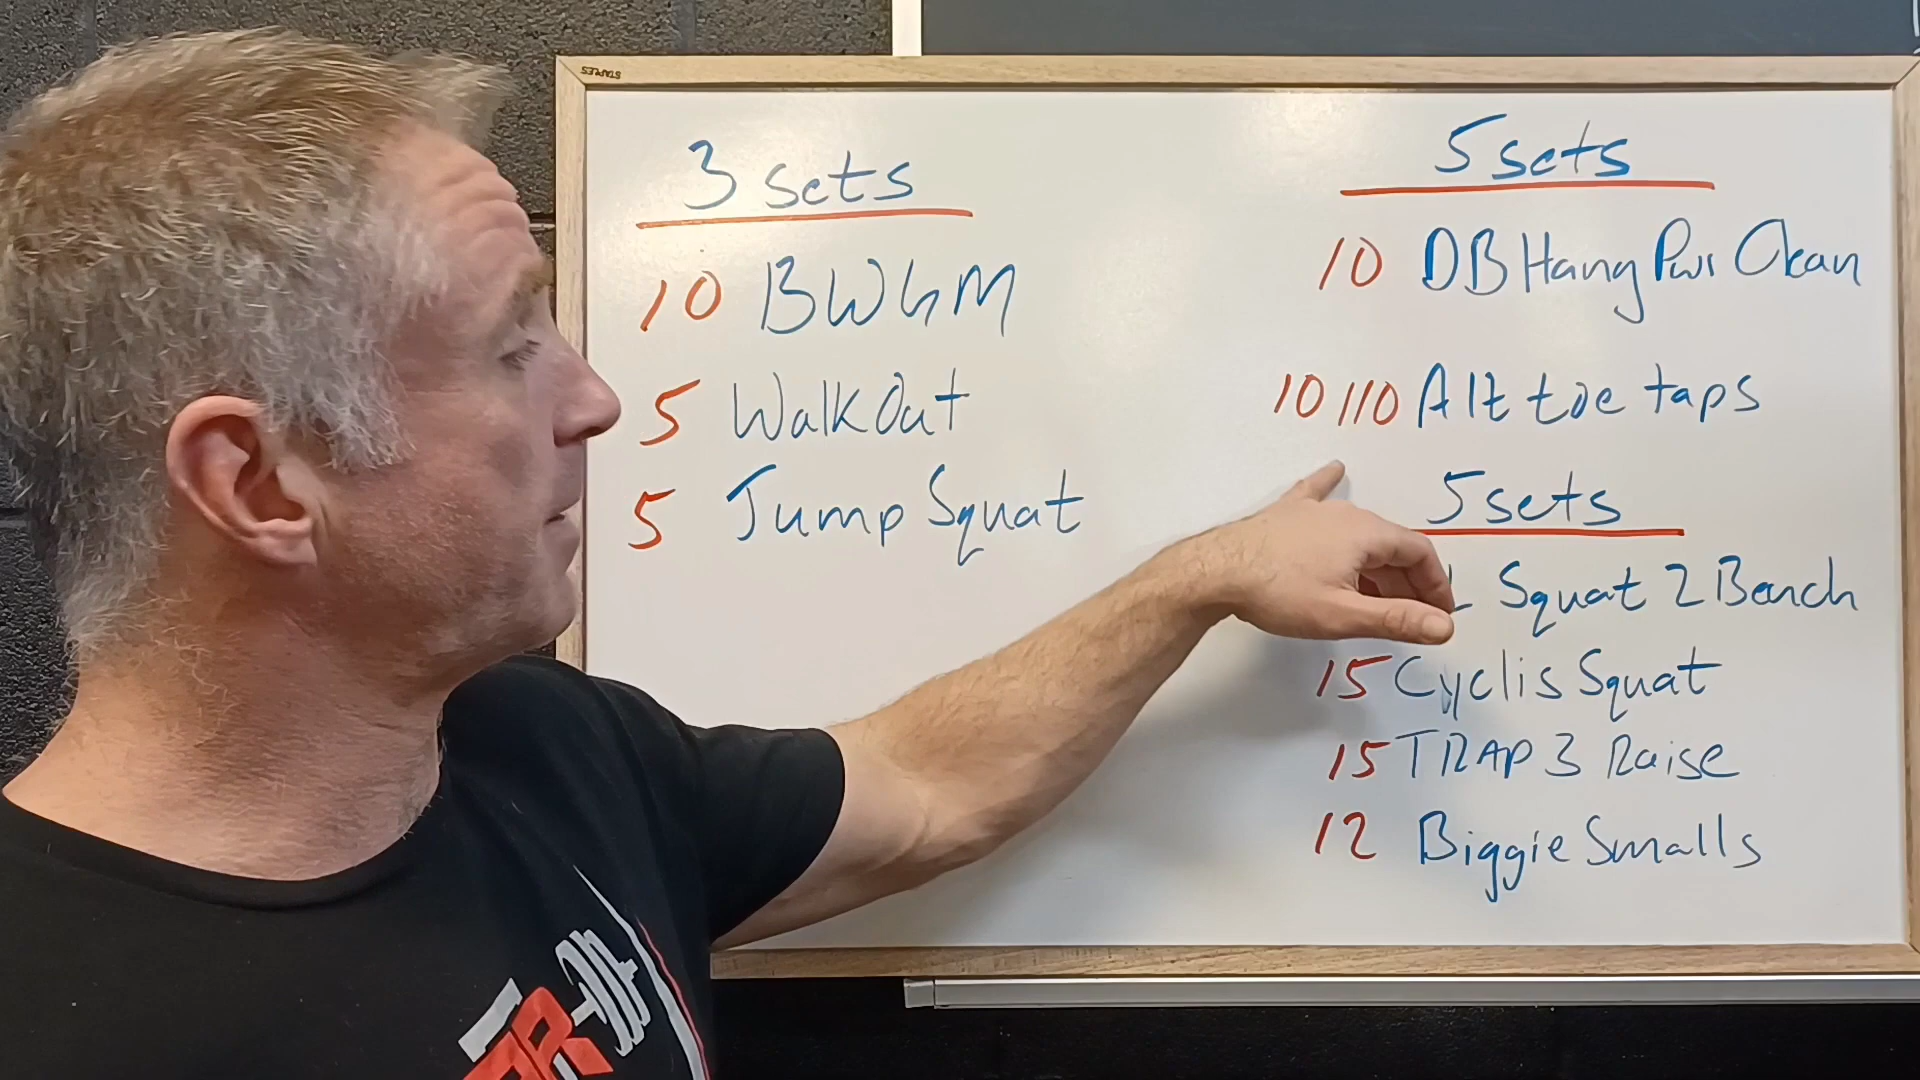 STAPLES
3 sets
10 BWGM
5 Walk Out
5 Jump Squat
5 sets
10 DB Hang Pwr Clean
10/10 Alt toe taps
5 sets
Squat 2 Bench
15 Cyclis Squat
15 TRAP 3 Raise
12 Biggie Smalls